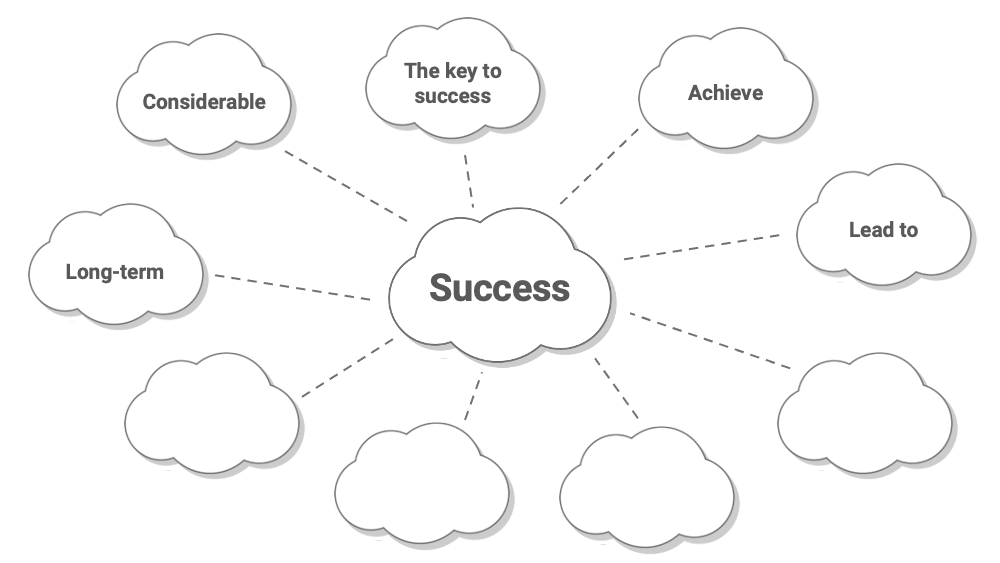 Considerable
The key to
success
Achieve
Long-term
Success
Lead to